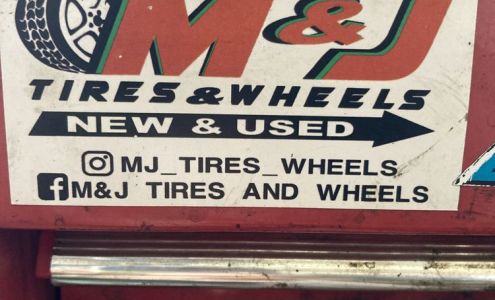 M&J
TIRES & WHEELS
NEW & USED
MJ_TIRES_WHEELS
M&J TIRES AND WHEELS